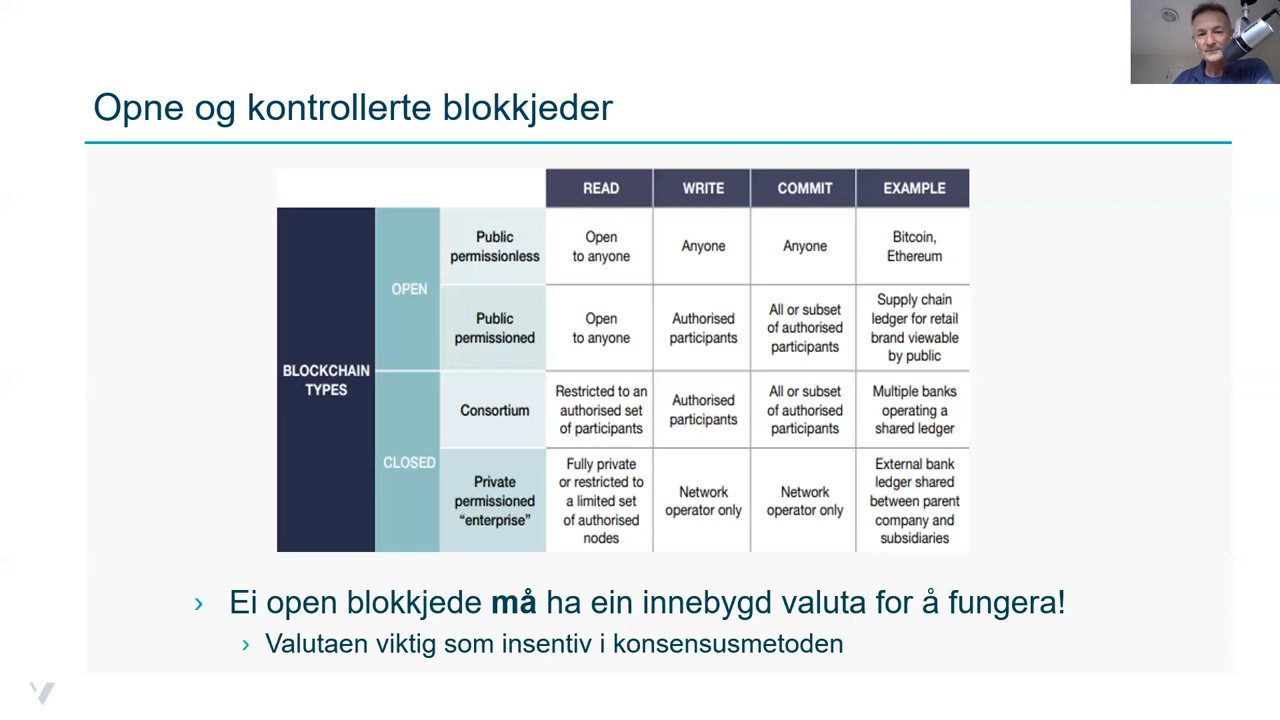 Opne og kontrollerte blokkjeder
READ WRITE COMMIT EXAMPLE
BLOCKCHAIN
TYPES
OPEN
Public
permissionless
Open
to anyone
Anyone
Anyone
Bitcoin,
Ethereum
Public
permissioned
Open
to anyone
Authorised
participants
All or subset
of authorised
participants
Supply chain
ledger for retail
brand viewable
by public
CLOSED
Consortium
Restricted to an
authorised set
of participants
Authorised
participants
All or subset
of authorised
participants
Multiple banks
operating a
shared ledger
Private
permissioned
“enterprise”
Fully private
or restricted to
a limited set
of authorised
nodes
Network
operator only
Network
operator only
External bank
ledger shared
between parent
company and
subsidiaries
› Ei open blokkjede må ha ein innebygd valuta for å fungera!
› Valutaen viktig som insentiv i konsensusmetoden